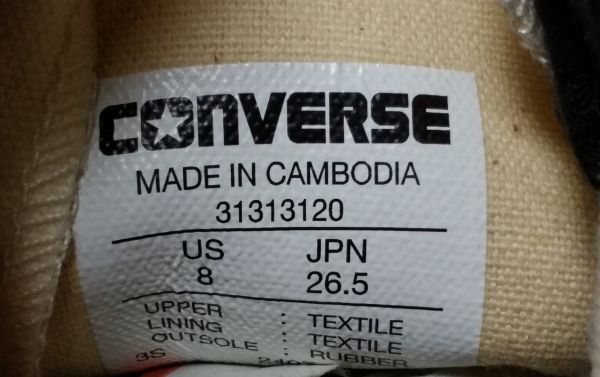 CONVERSE
MADE IN CAMBODIA
31313120
US JPN
8 26.5
UPPER : TEXTILE
LINING : TEXTILE
OUTSOLE : RUBBER
3S